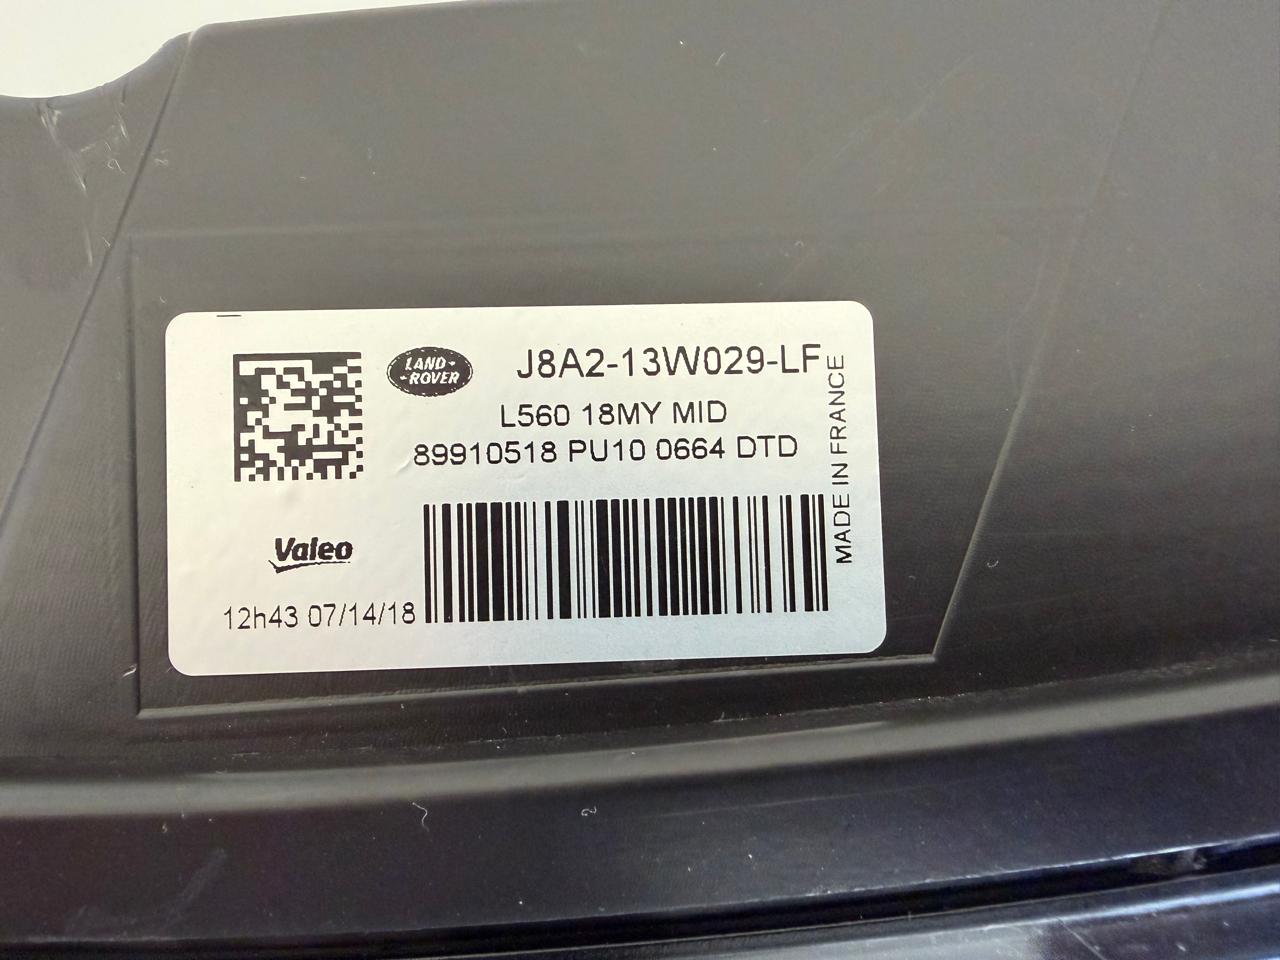 LAND-
-ROVER
J8A2-13W029-LF
L560 18MY MID
89910518 PU10 0664 DTD
MADE IN FRANCE
Valeo
12h43 07/14/18